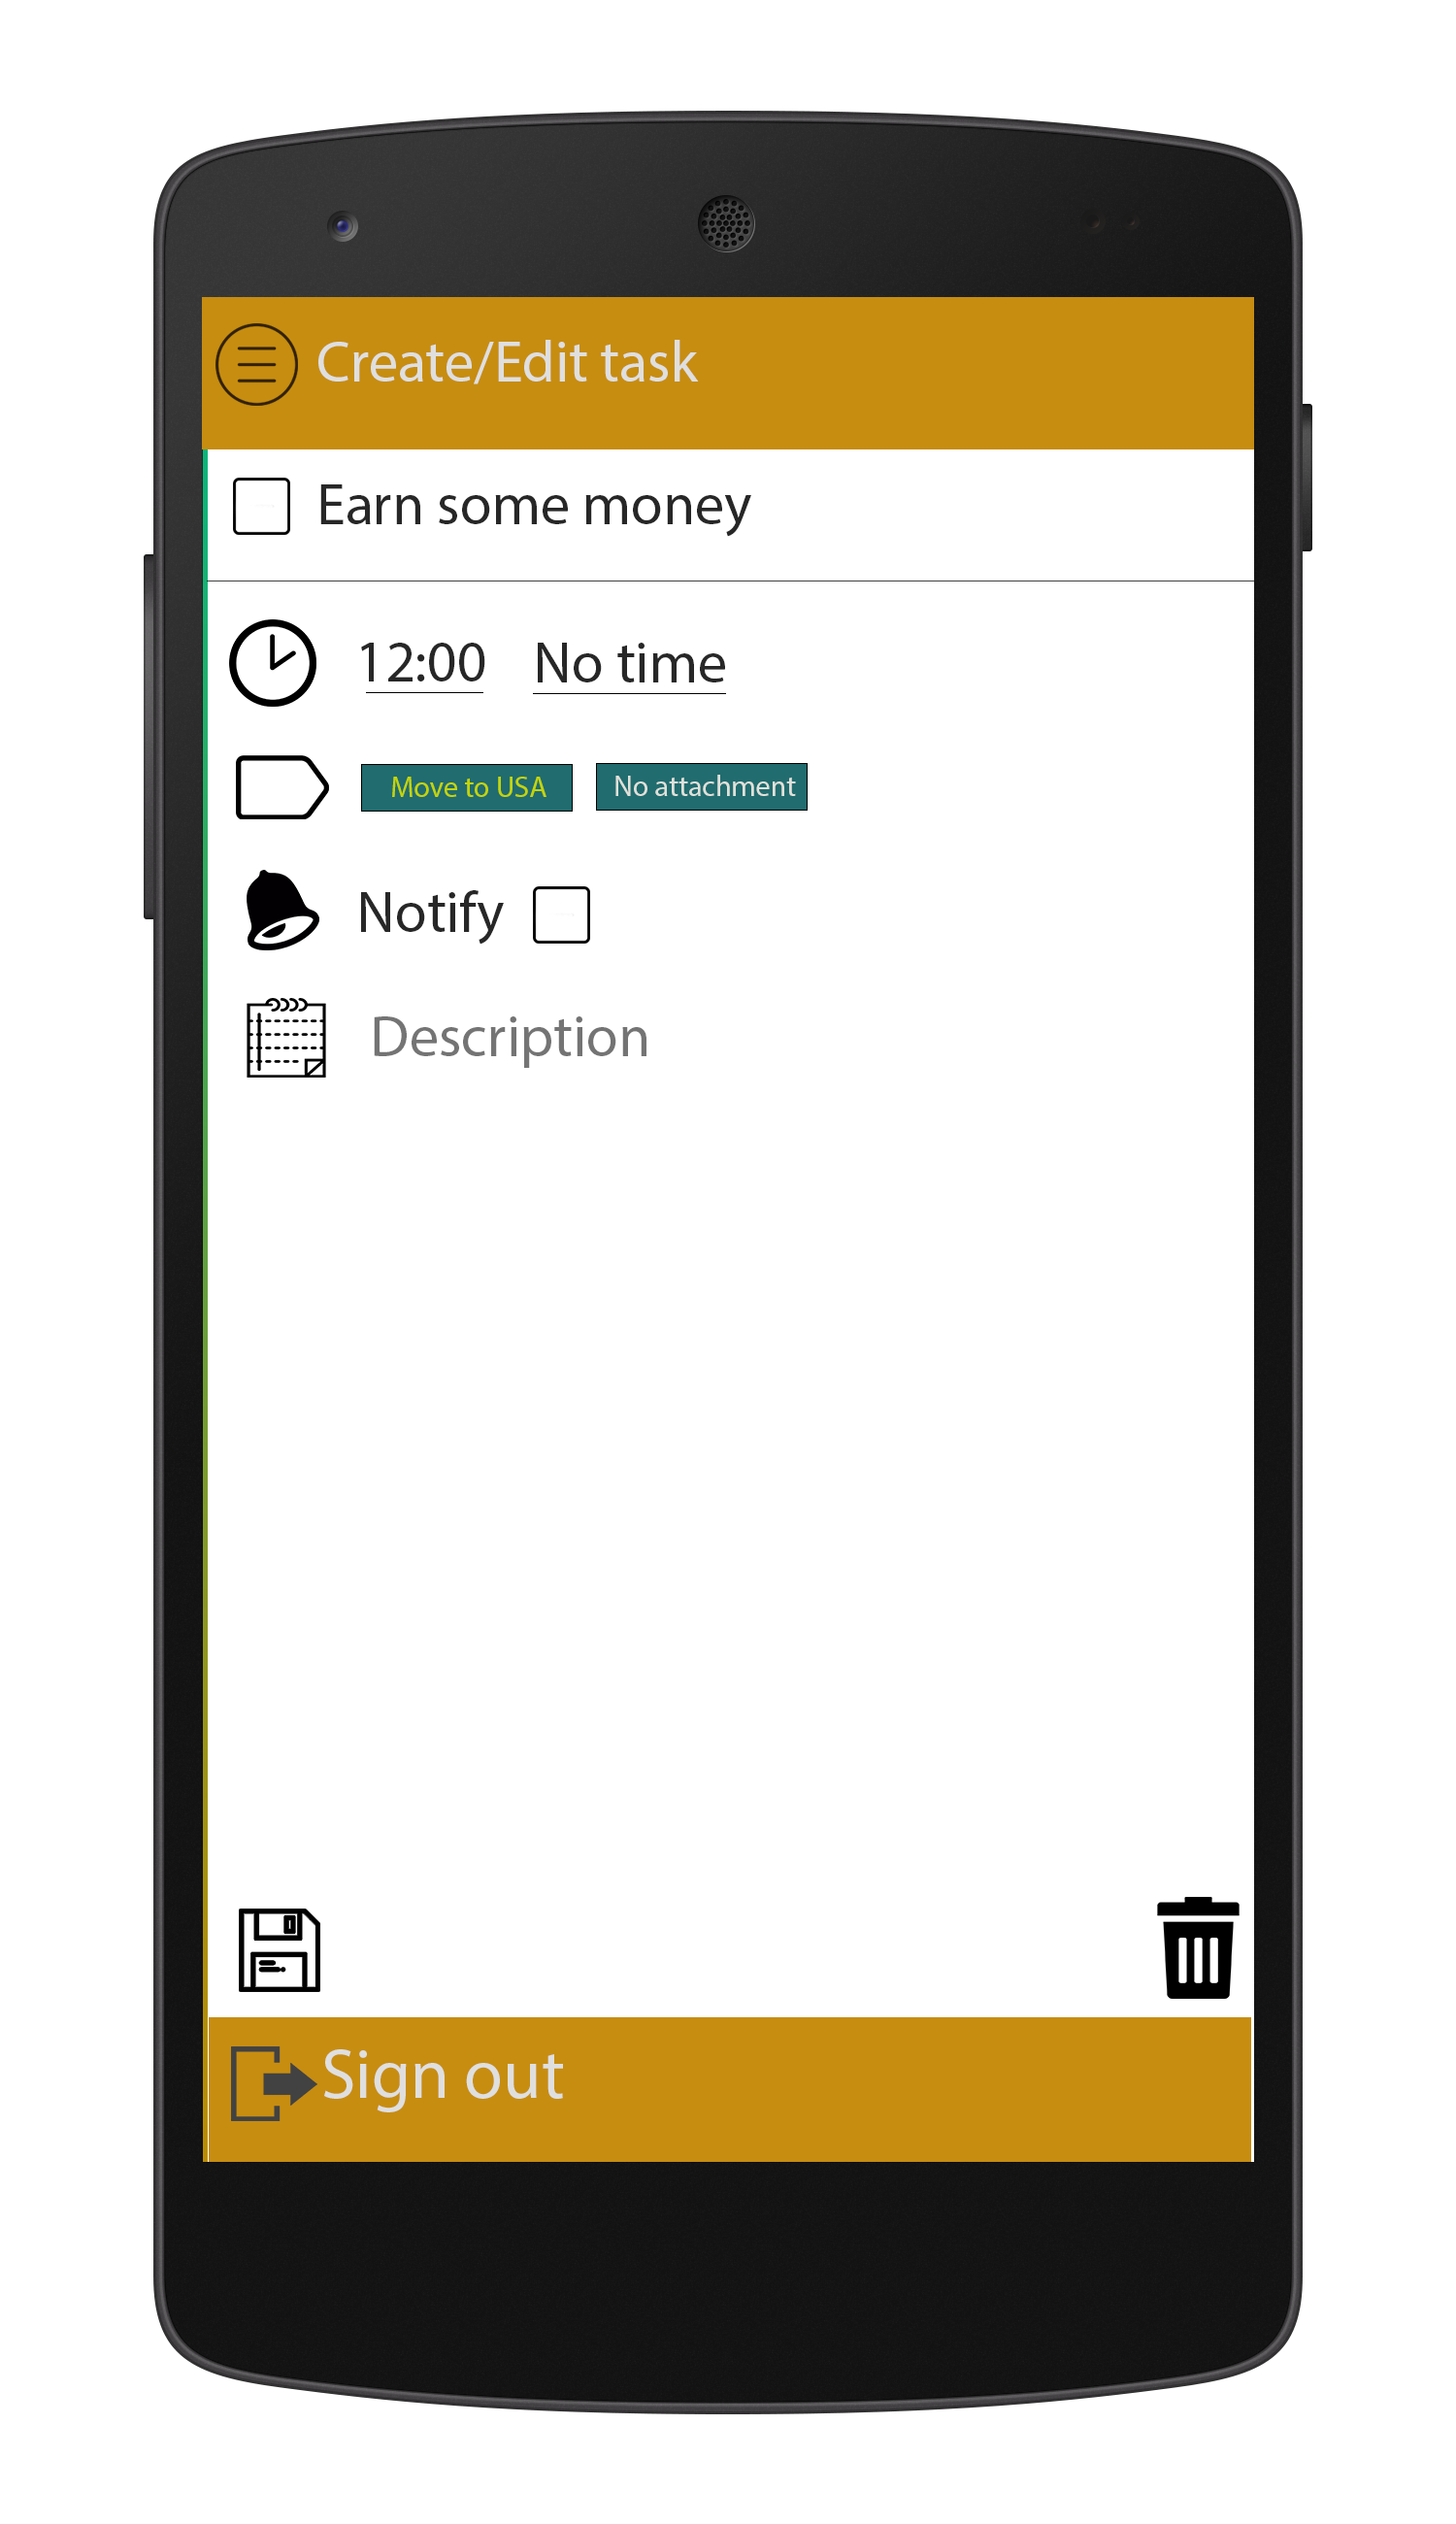 Create/Edit task
Earn some money
12:00 No time
Move to USA No attachment
Notify
Description
Sign out